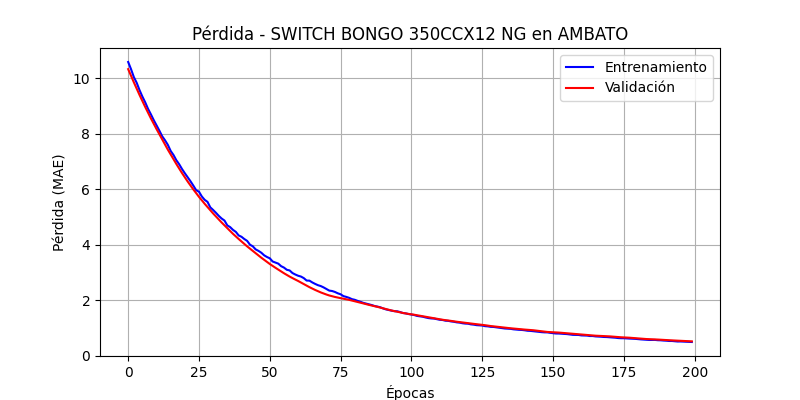 Pérdida - SWITCH BONGO 350CCX12 NG en AMBATO
Entrenamiento
Validación
Pérdida (MAE)
10
8
6
4
2
0
0 25 50 75 100 125 150 175 200
Épocas